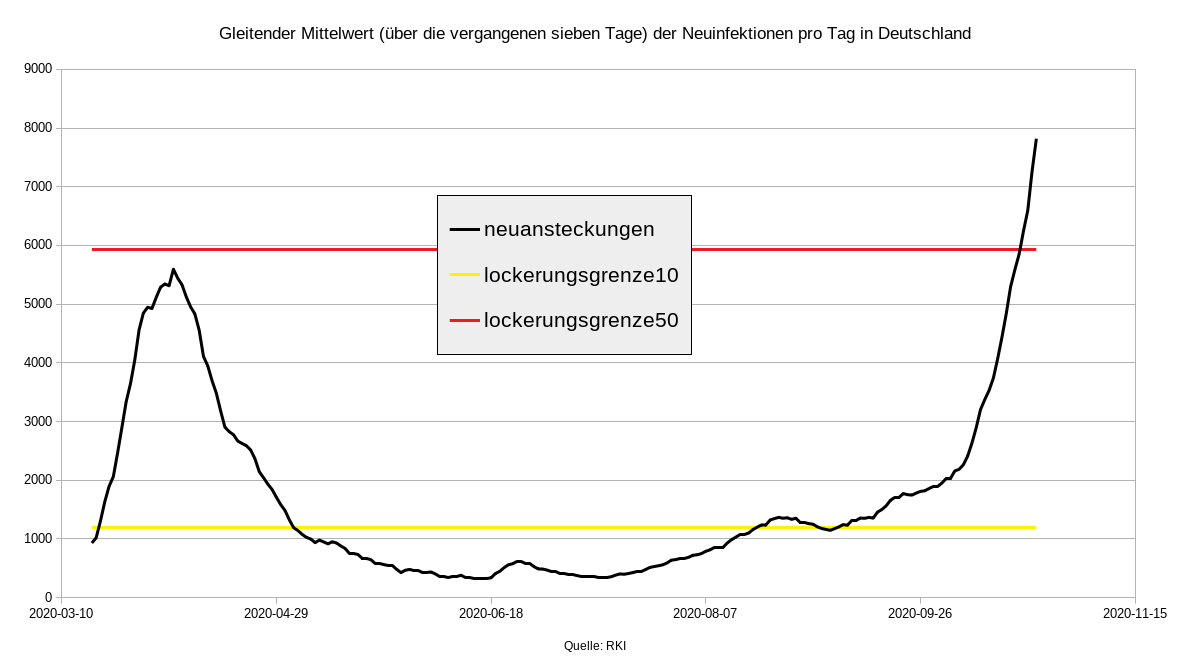 Gleitender Mittelwert (über die vergangenen sieben Tage) der Neuinfektionen pro Tag in Deutschland
9000
8000
7000
6000
5000
4000
3000
2000
1000
0
neuansteckungen
lockerungsgrenze10
lockerungsgrenze50
2020-03-10 2020-04-29 2020-06-18 2020-08-07 2020-09-26 2020-11-15
Quelle: RKI